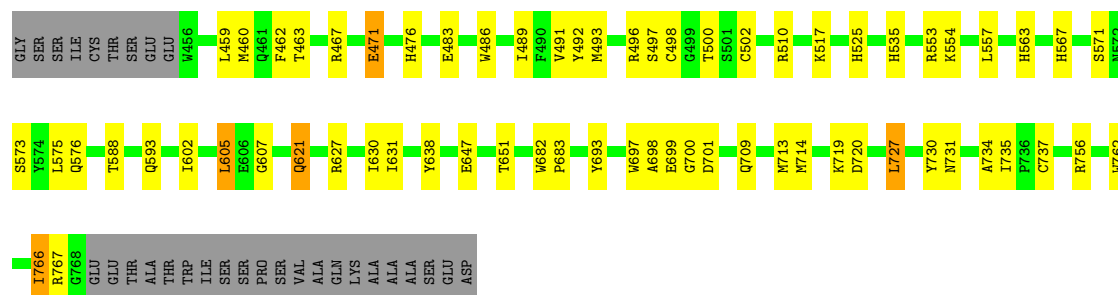 GLY SER SER ILE CYS THR SER GLU GLU W456 L459 M460 Q461 F462 T463 R467 E471 H476 E483 W486 I489 F490 V491 Y492 M493 R496 S497 C498 G499 T500 S501 C502 R510 K517 H525 H535 R553 K554 L557 H563 H567 S571 N572
S573 Y574 L575 Q576 T588 Q593 I602 L605 E606 G607 Q621 R627 I630 I631 Y638 E647 T651 W682 P683 Y693 W697 A698 E699 G700 D701 Q709 M713 M714 K719 D720 L727 Y730 N731 A734 I735 P736 C737 R756 W762
I766 R767 G768 GLU GLU THR ALA THR TRP ILE SER SER PRO SER VAL ALA GLN LYS ALA ALA ALA SER GLU ASP